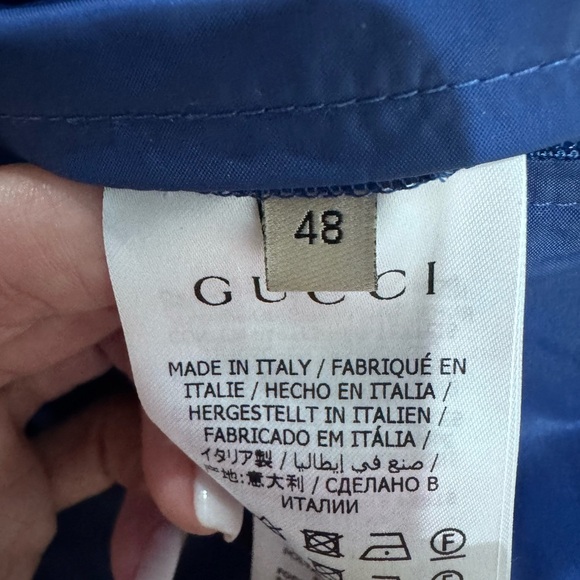 48
GUCCI
MADE IN ITALY / FABRIQUÉ EN
ITALIE / HECHO EN ITALIA /
HERGESTELLT IN ITALIEN /
FABRICADO EM ITÁLIA /
イタリア製 / صنع في إيطاليا /
地: 意大利 / СДЕЛАНО В
ИТАЛИИ
F